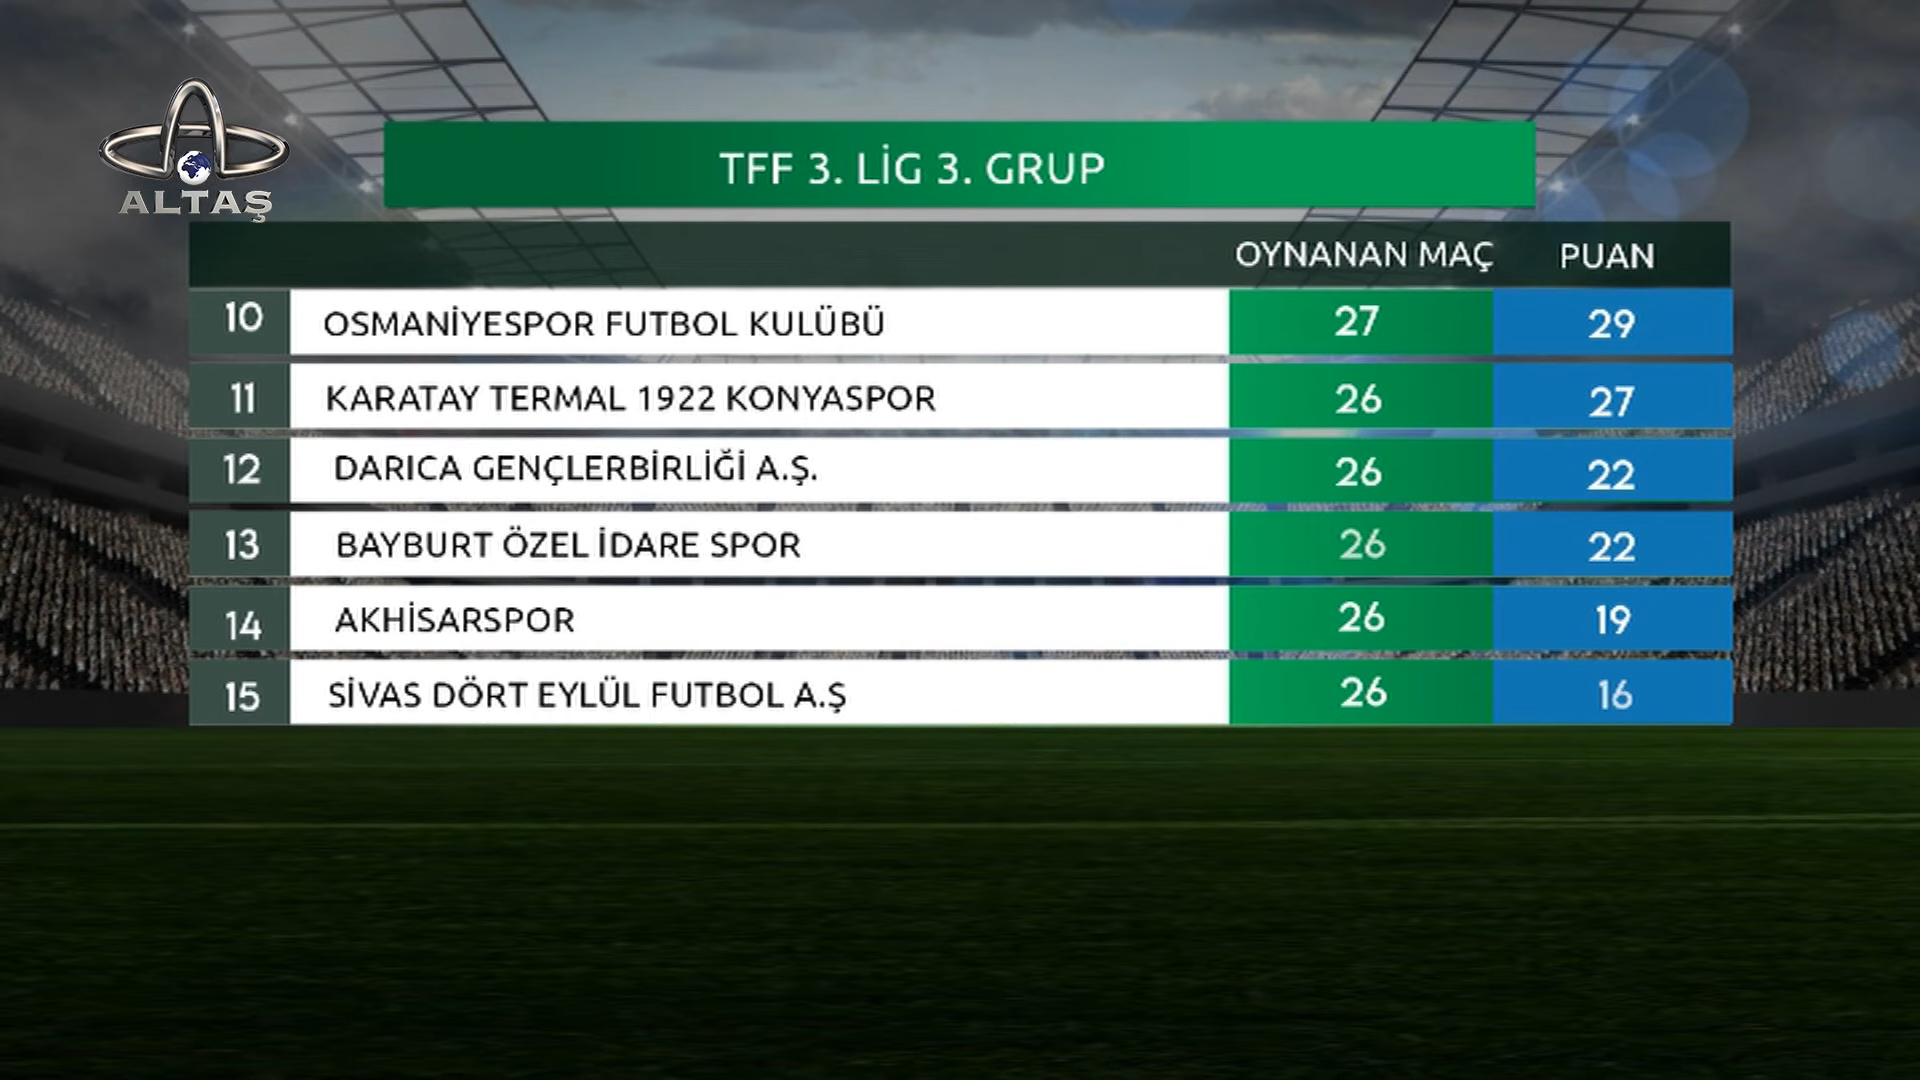 ALTAŞ
TFF 3. LİG 3. GRUP
OYNANAN MAÇ PUAN
10 OSMANİYESPOR FUTBOL KULÜBÜ 27 29
11 KARATAY TERMAL 1922 KONYASPOR 26 27
12 DARICA GENÇLERBİRLİĞİ A.Ş. 26 22
13 BAYBURT ÖZEL İDARE SPOR 26 22
14 AKHİSARSPOR 26 19
15 SİVAS DÖRT EYLÜL FUTBOL A.Ş 26 16